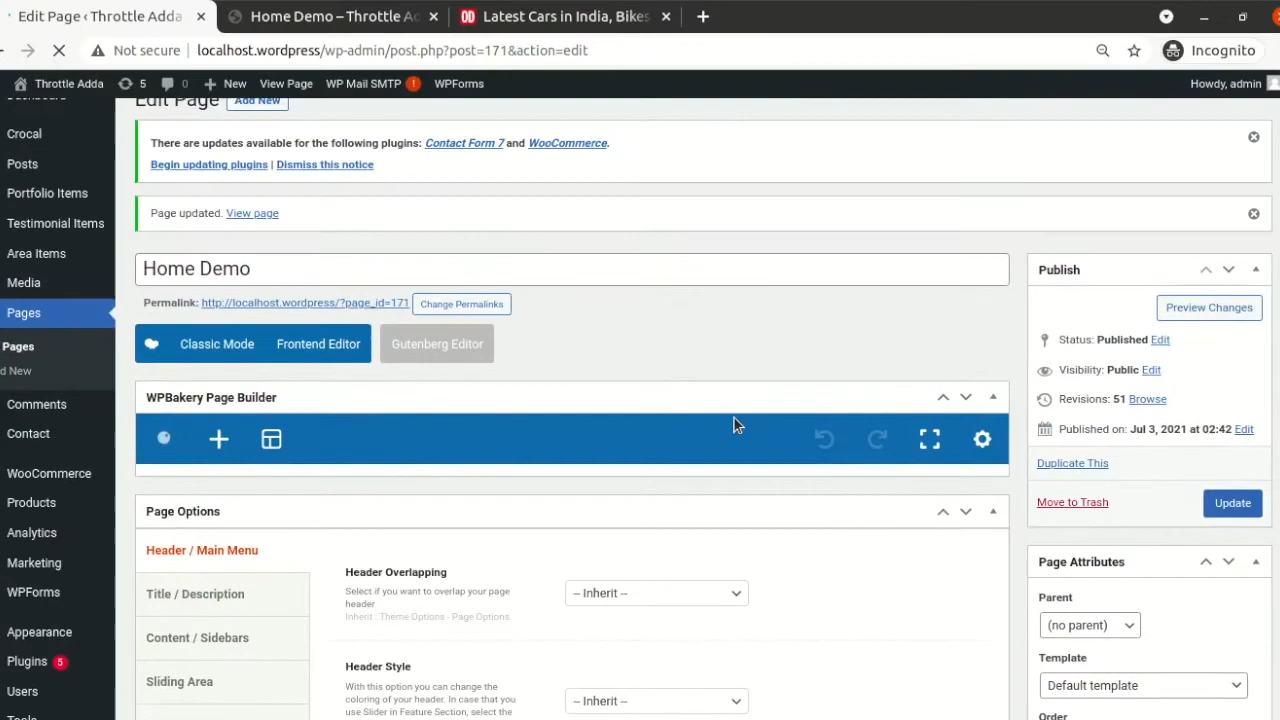 Edit Page ‹ Throttle Adda
Home Demo – Throttle Ad
OD Latest Cars in India, Bikes
Not secure localhost.wordpress/wp-admin/post.php?post=171&action=edit
Incognito
Throttle Adda 5 0 New View Page WP Mail SMTP ! WPForms
Howdy, admin
Dashboard
Crocal
Posts
Portfolio Items
Testimonial Items
Area Items
Media
Pages
Pages
d New
Comments
Contact
WooCommerce
Products
Analytics
Marketing
WPForms
Appearance
Plugins 5
Users
Tools
Edit Page Add New
There are updates available for the following plugins: Contact Form 7 and WooCommerce.
Begin updating plugins | Dismiss this notice
Page updated. View page
Home Demo
Permalink: http://localhost.wordpress/?page_id=171 Change Permalinks
Classic Mode Frontend Editor Gutenberg Editor
WPBakery Page Builder
Page Options
Header / Main Menu
Title / Description
Content / Sidebars
Sliding Area
Header Overlapping
Select if you want to overlap your page
header
Inherit : Theme Options - Page Options.
-- Inherit --
Header Style
With this option you can change the
coloring of your header. In case that you
use Slider in Feature Section, select the
-- Inherit --
Publish
Preview Changes
Status: Published Edit
Visibility: Public Edit
Revisions: 51 Browse
Published on: Jul 3, 2021 at 02:42 Edit
Duplicate This
Move to Trash Update
Page Attributes
Parent
(no parent)
Template
Default template
Order